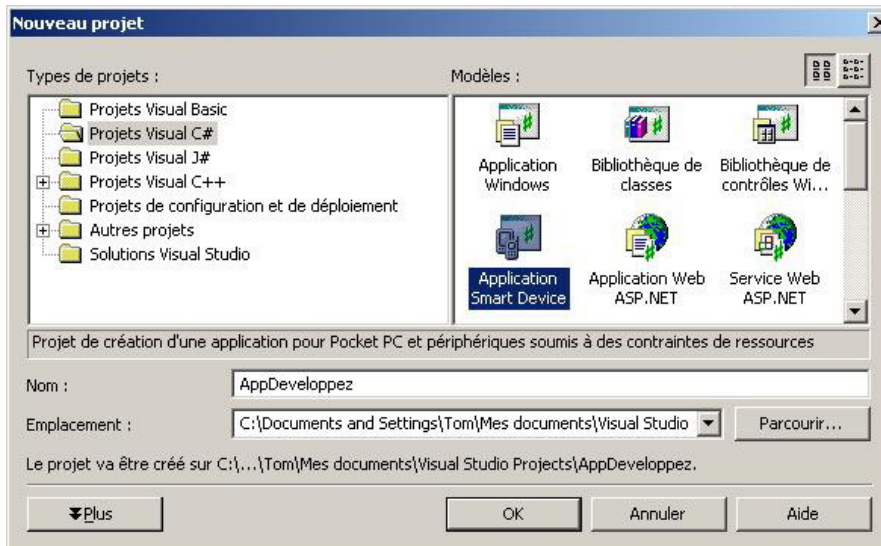 Nouveau projet
Types de projets :
Projets Visual Basic
Projets Visual C#
Projets Visual J#
Projets Visual C++
Projets de configuration et de déploiement
Autres projets
Solutions Visual Studio
Modèles :
Application Windows
Bibliothèque de classes
Bibliothèque de contrôles Wi...
Application Smart Device
Application Web ASP.NET
Service Web ASP.NET
Projet de création d'une application pour Pocket PC et périphériques soumis à des contraintes de ressources
Nom :
AppDeveloppez
Emplacement :
C:\Documents and Settings\Tom\Mes documents\Visual Studio
Parcourir...
Le projet va être créé sur C:\...\Tom\Mes documents\Visual Studio Projects\AppDeveloppez.
Plus
OK
Annuler
Aide